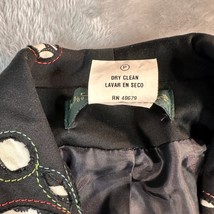 P
DRY CLEAN
LAVAR EN SECO
RN 40679